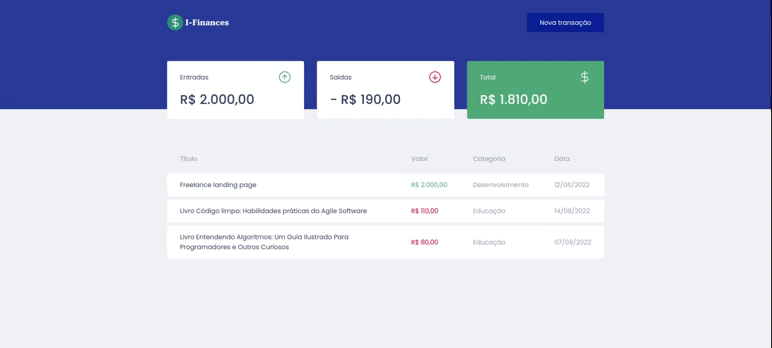 I-Finances
Nova transação
Entradas
Saídas
Total
R$ 2.000,00
- R$ 190,00
R$ 1.810,00
Título
Valor
Categoria
Data
Freelance landing page
R$ 2.000,00
Desenvolvimento
12/06/2022
Livro Código limpo: Habilidades práticas do Agile Software
R$ 110,00
Educação
14/08/2022
Livro Entendendo Algoritmos: Um Guia Ilustrado Para
Programadores e Outros Curiosos
R$ 80,00
Educação
07/09/2022